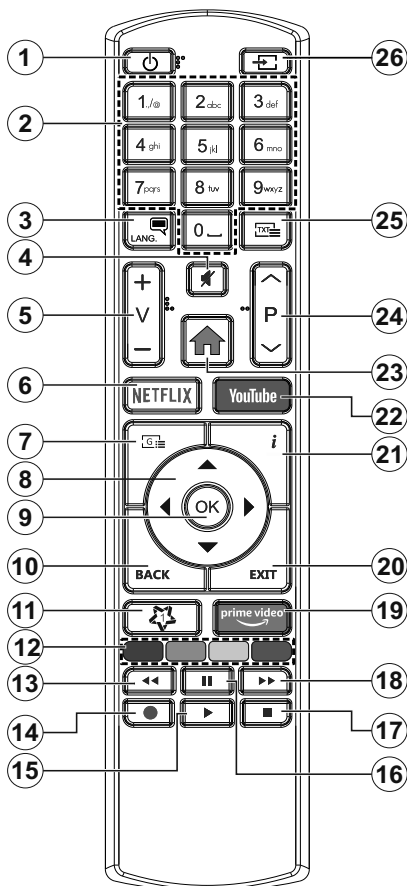 1
26
2
1.,/@
2abc
3def
4ghi
5jkl
6mno
7pqrs
8tuv
9wxyz
3
LANG.
0
TXT
25
4
+
5
V
P
24
−
23
6
NETFLIX
YouTube
22
7
G
i
21
8
9
OK
10
BACK
EXIT
20
11
1
prime video
19
12
13
18
14
17
15
16